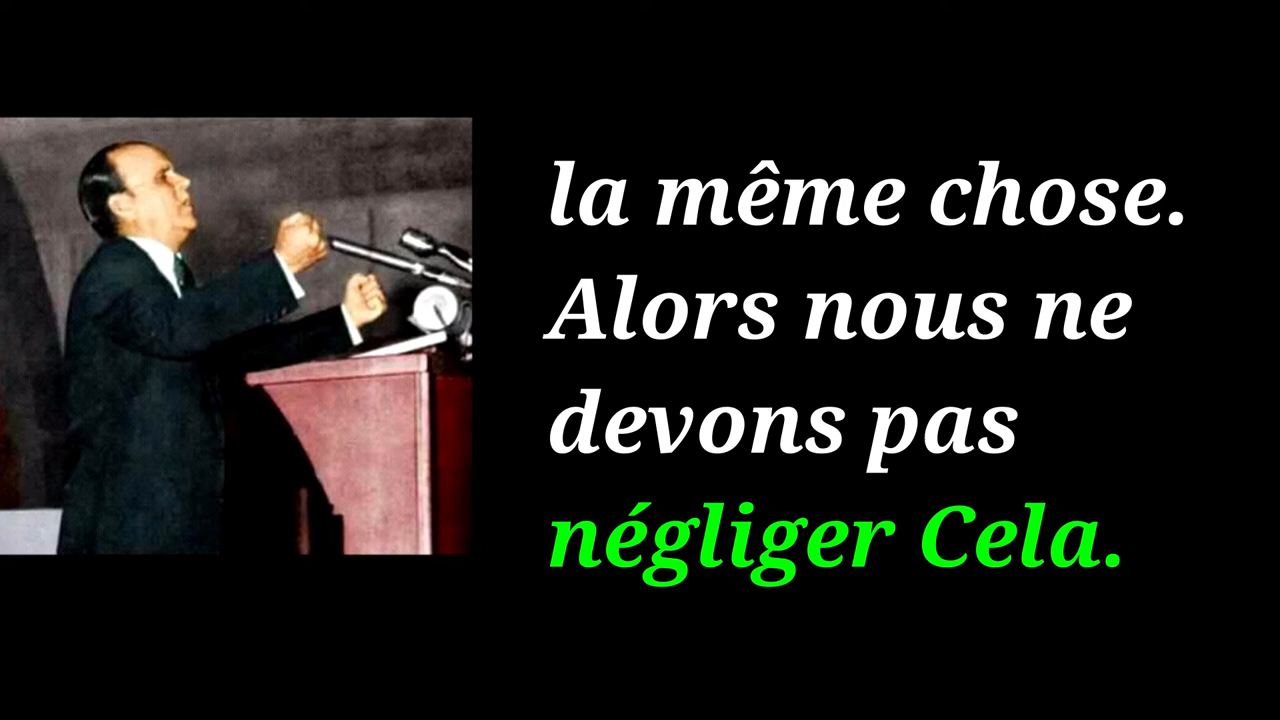 la même chose.
Alors nous ne
devons pas
négliger Cela.